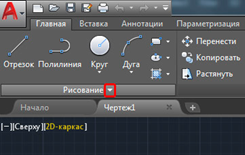 Главная Вставка Аннотации Параметризация
Отрезок Полилиния Круг Дуга
Перенести
Копировать
Растянуть
Рисование
Начало Чертеж1
[−][Сверху][2D-каркас]